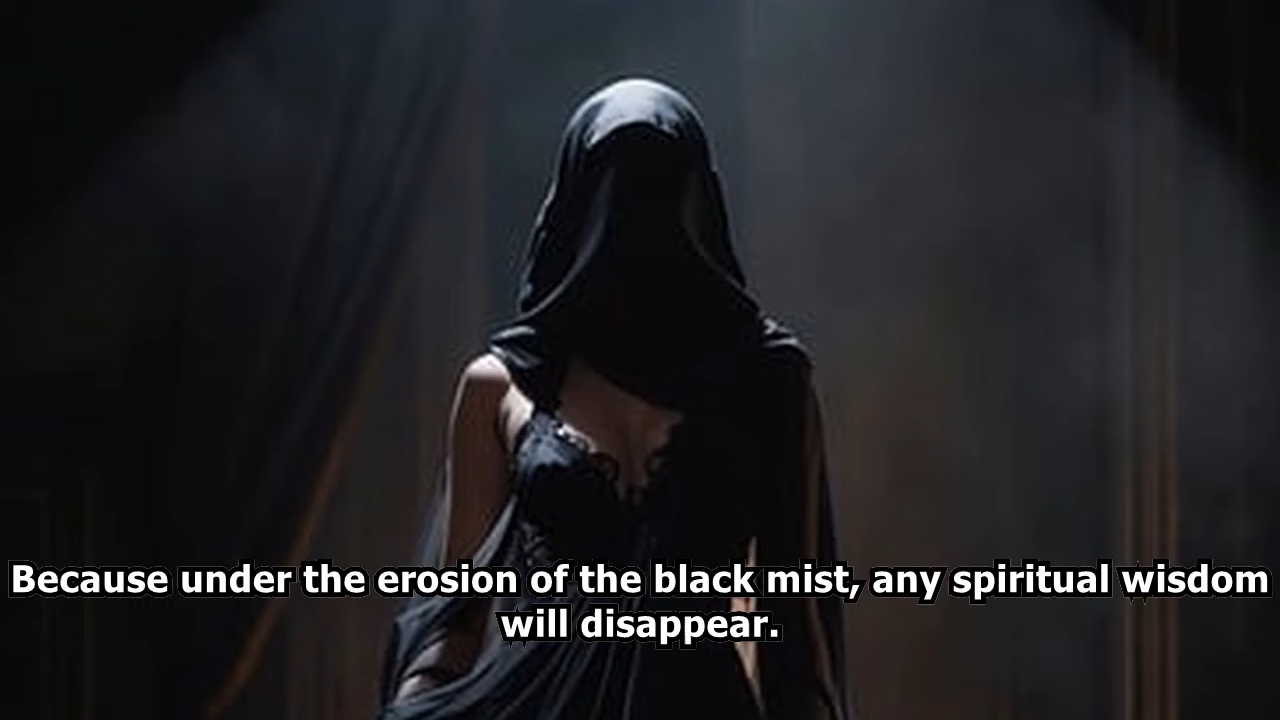 Because under the erosion of the black mist, any spiritual wisdom
will disappear.